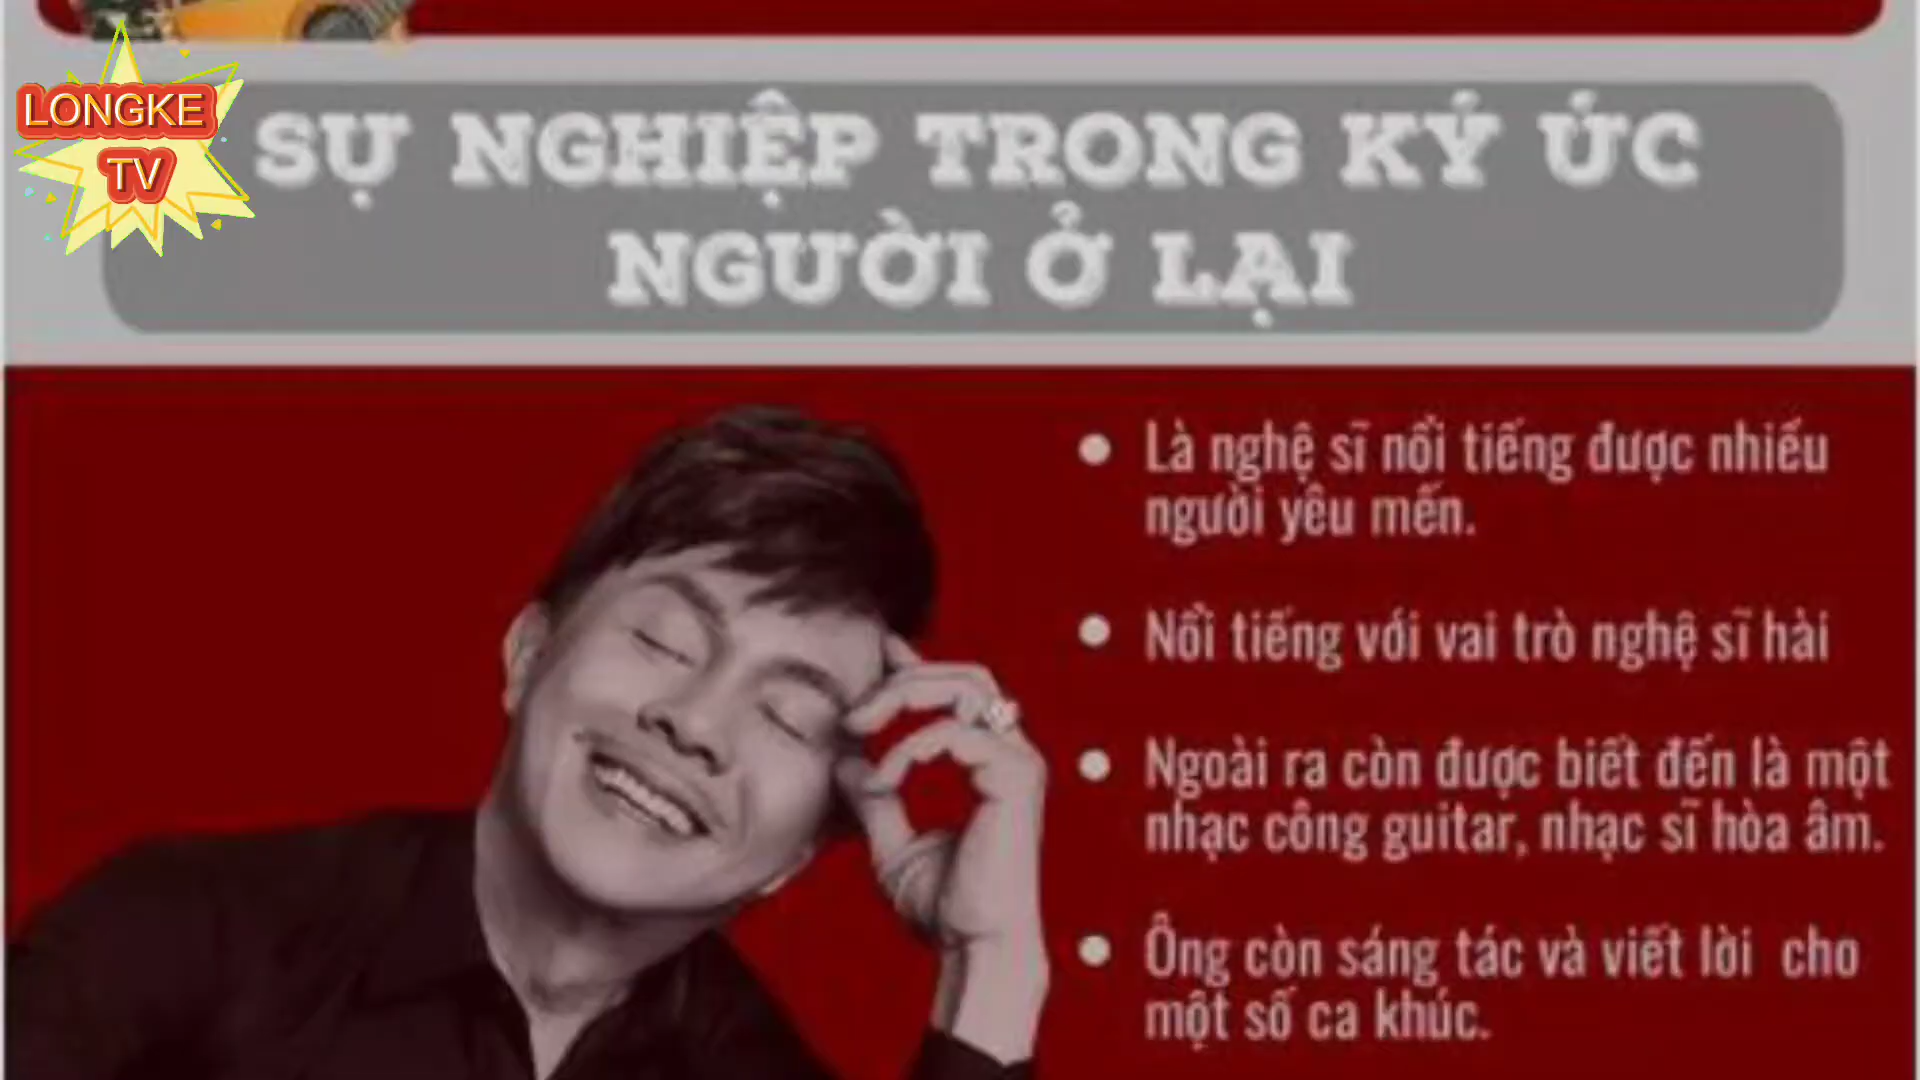 LONGKE
TV
SỰ NGHIỆP TRONG KÝ ỨC
NGƯỜI Ở LẠI
Là nghệ sĩ nổi tiếng được nhiều
người yêu mến.
Nổi tiếng với vai trò nghệ sĩ hài
Ngoài ra còn được biết đến là một
nhạc công guitar, nhạc sĩ hòa âm.
Ông còn sáng tác và viết lời cho
một số ca khúc.